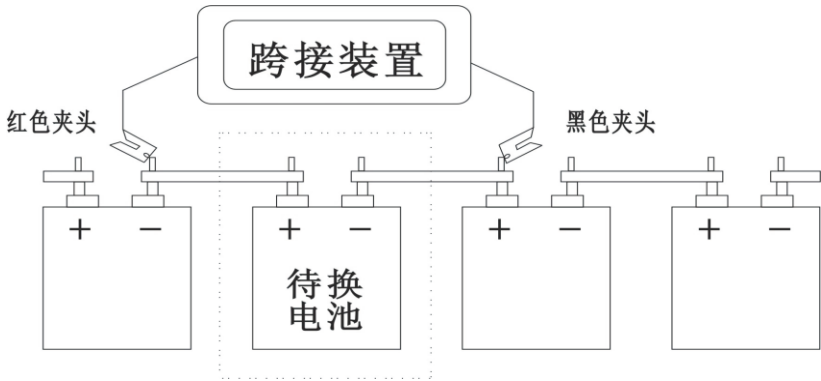 跨接装置
红色夹头
黑色夹头
+ − + − + − + −
待换
电池